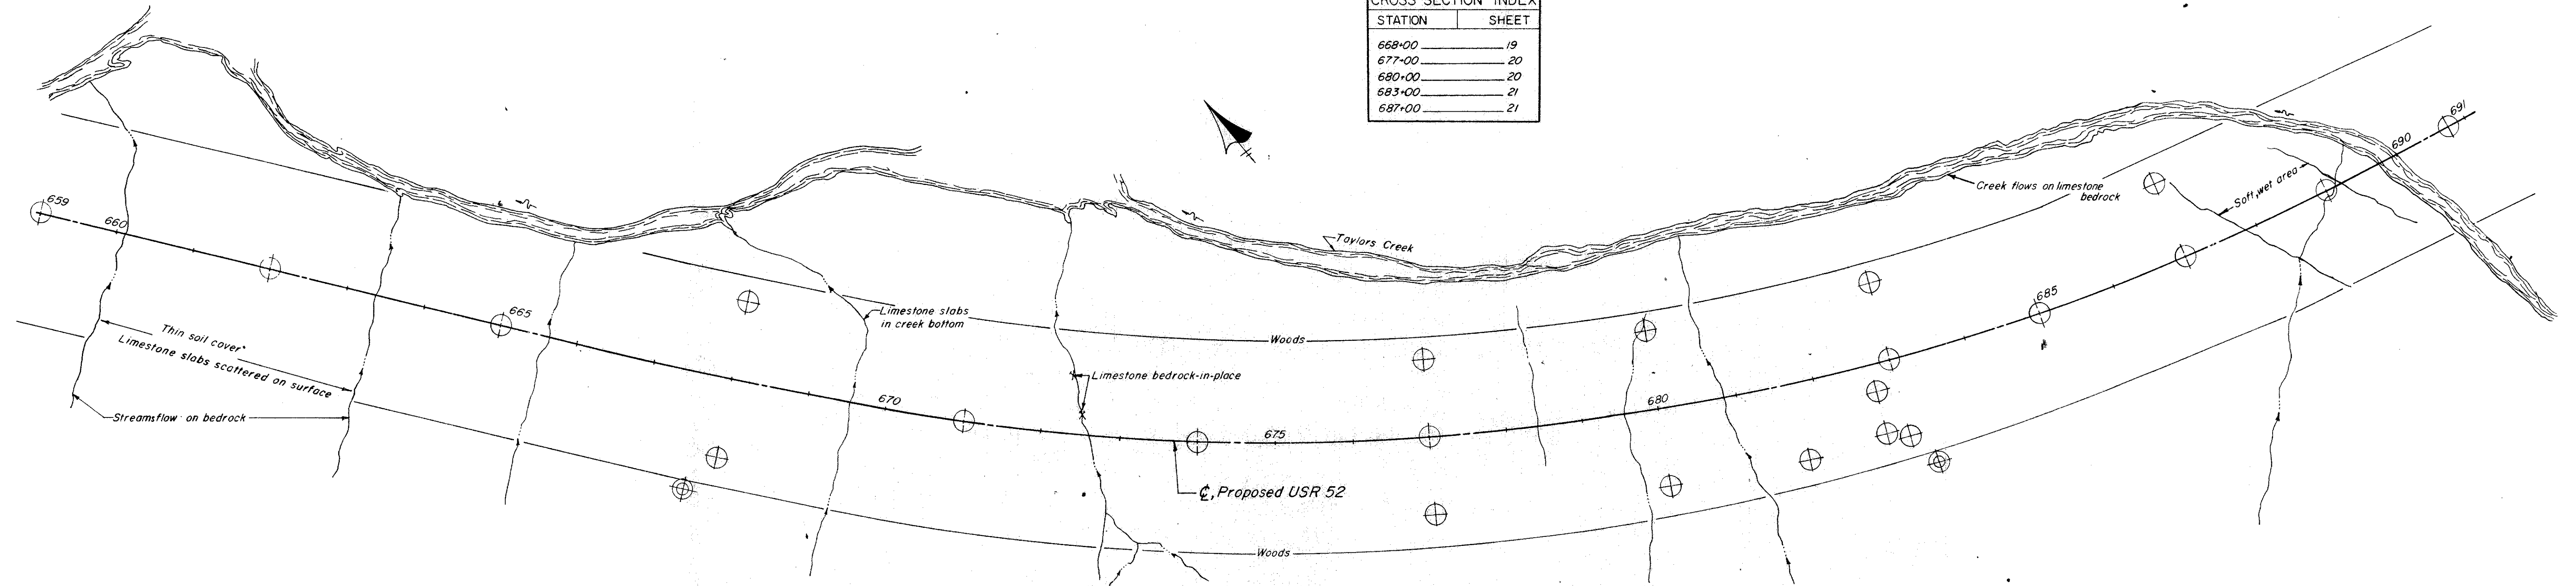 CROSS SECTION INDEX
STATION SHEET
668+00 19
677+00 20
680+00 20
683+00 21
687+00 21
659
660
665
670
675
680
685
690
691
Taylors Creek
Creek flows on limestone
bedrock
Soft, wet area
Limestone slabs
in creek bottom
Woods
Limestone bedrock-in-place
Thin soil cover
Limestone slabs scattered on surface
Streams flow on bedrock
℄, Proposed USR 52
Woods